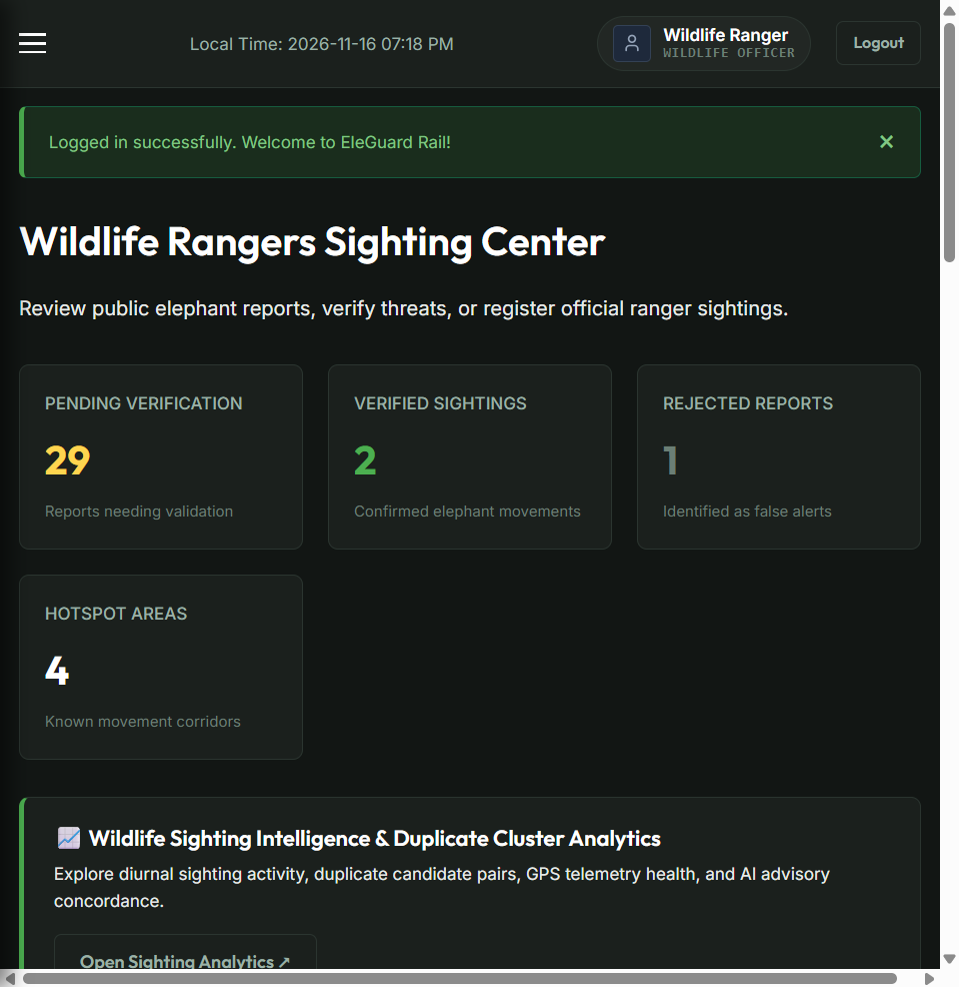 Local Time: 2026-11-16 07:18 PM
Wildlife Ranger
WILDLIFE OFFICER
Logout
Logged in successfully. Welcome to EleGuard Rail!
Wildlife Rangers Sighting Center
Review public elephant reports, verify threats, or register official ranger sightings.
PENDING VERIFICATION
29
Reports needing validation
VERIFIED SIGHTINGS
2
Confirmed elephant movements
REJECTED REPORTS
1
Identified as false alerts
HOTSPOT AREAS
4
Known movement corridors
Wildlife Sighting Intelligence & Duplicate Cluster Analytics
Explore diurnal sighting activity, duplicate candidate pairs, GPS telemetry health, and AI advisory
concordance.
Open Sighting Analytics ↗